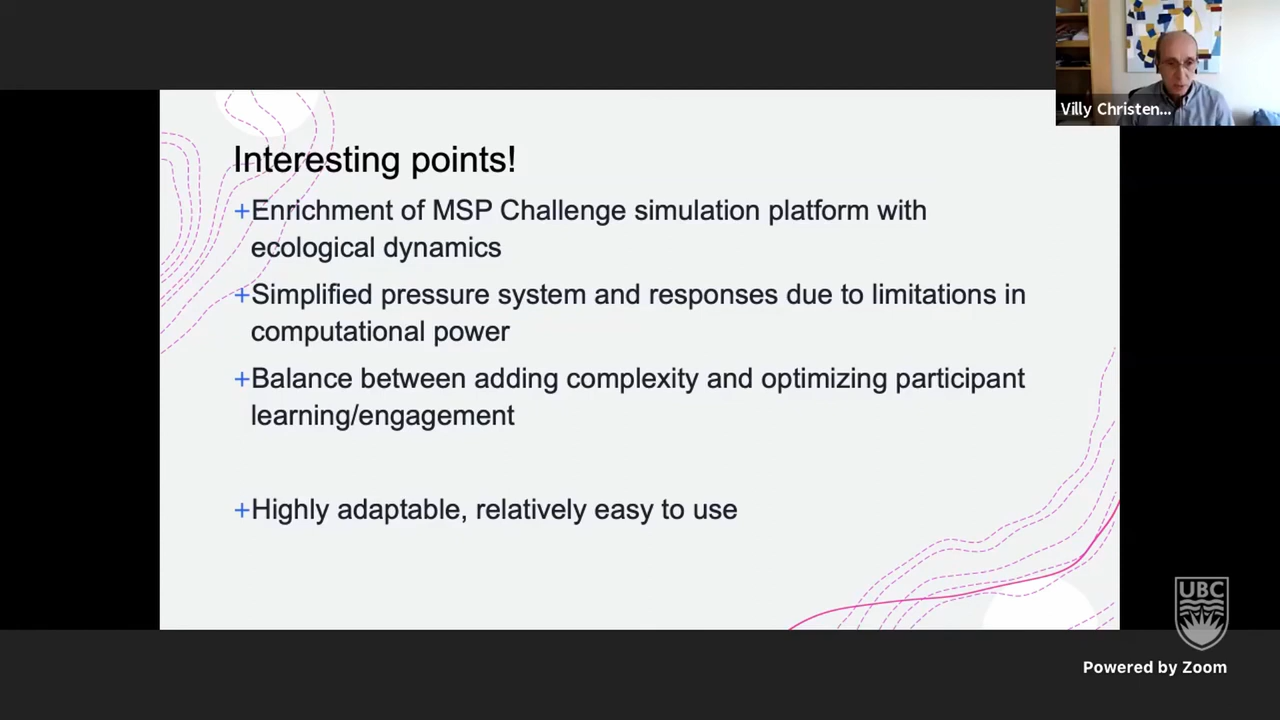 Villy Christen...
Interesting points!
+Enrichment of MSP Challenge simulation platform with
ecological dynamics
+Simplified pressure system and responses due to limitations in
computational power
+Balance between adding complexity and optimizing participant
learning/engagement
+Highly adaptable, relatively easy to use
UBC
Powered by Zoom